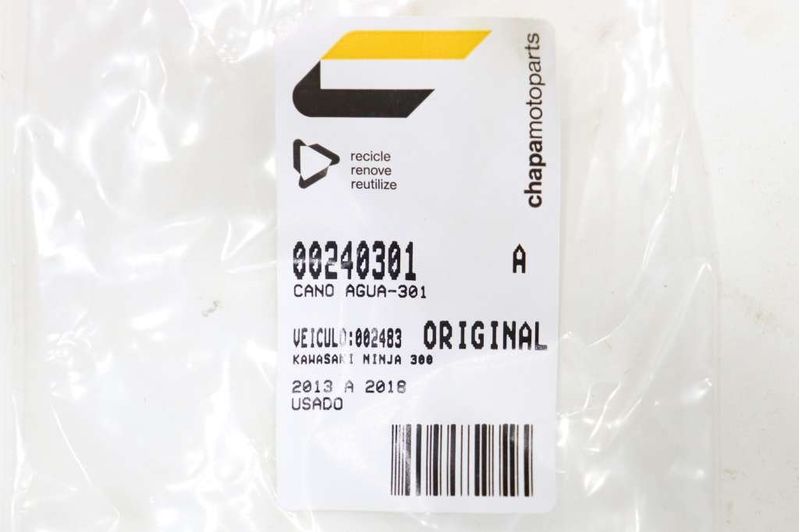 chapamotoparts
recicle
renove
reutilize
00240301 A
CANO AGUA-301
VEICULO:002483 ORIGINAL
KAWASAKI NINJA 300
2013 A 2018
USADO